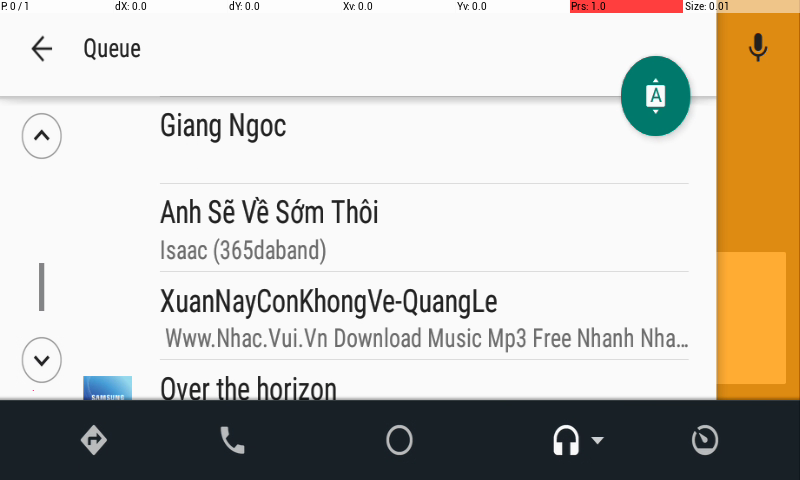 P: 0 / 1 dX: 0.0 dY: 0.0 Xv: 0.0 Yv: 0.0 Prs: 1.0 Size: 0.01
Queue
A
Giang Ngoc
Anh Sẽ Về Sớm Thôi
Isaac (365daband)
XuanNayConKhongVe-QuangLe
Www.Nhac.Vui.Vn Download Music Mp3 Free Nhanh Nha...
Over the horizon
SAMSUNG